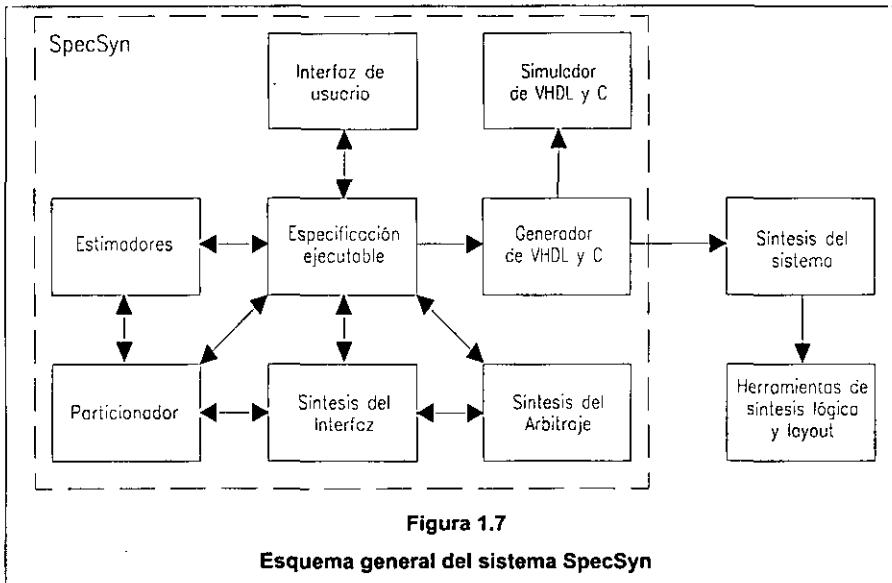 SpecSyn
Interfaz de
usuario
Simulador
de VHDL y C
Estimadores
Especificación
ejecutable
Generador
de VHDL y C
Síntesis del
sistema
Particionador
Síntesis del
Interfaz
Síntesis del
Arbitraje
Herramientas de
síntesis lógica
y layout
Figura 1.7
Esquema general del sistema SpecSyn